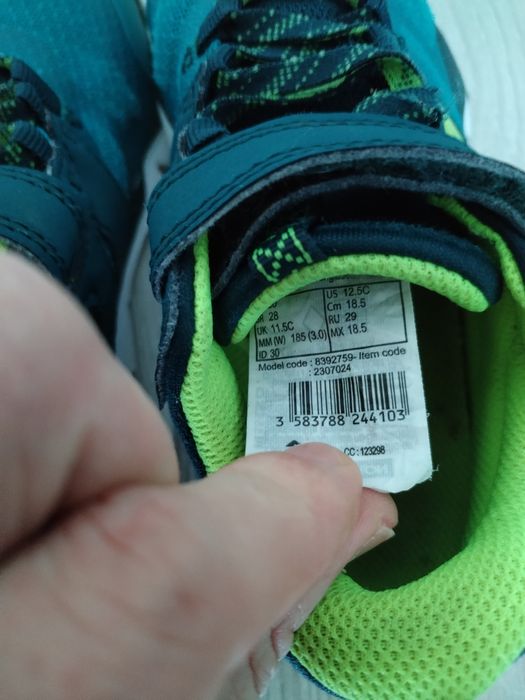 US 12.5C
28 Cm 18.5
UK 11.5C RU 29
MM (W) 185 (3.0) MX 18.5
ID 30
Model code : 8392759- Item code
: 2307024
3 583788 244103
CC: 123298